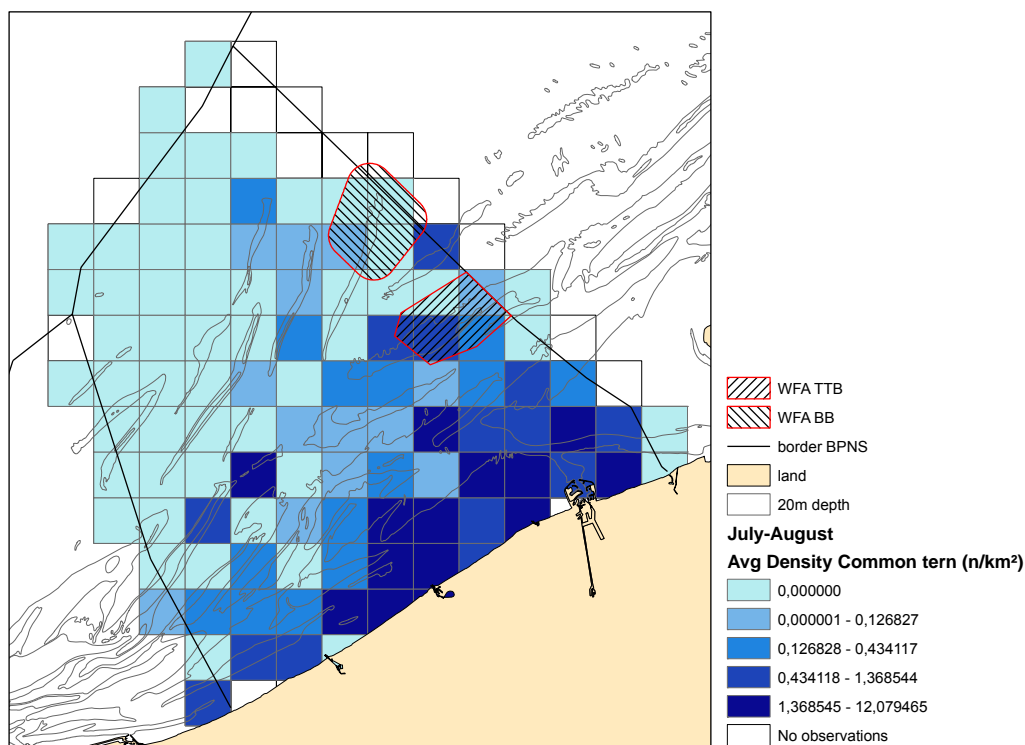 WFA TTB
WFA BB
border BPNS
land
20m depth
July-August
Avg Density Common tern (n/km²)
0,000000
0,000001 - 0,126827
0,126828 - 0,434117
0,434118 - 1,368544
1,368545 - 12,079465
No observations